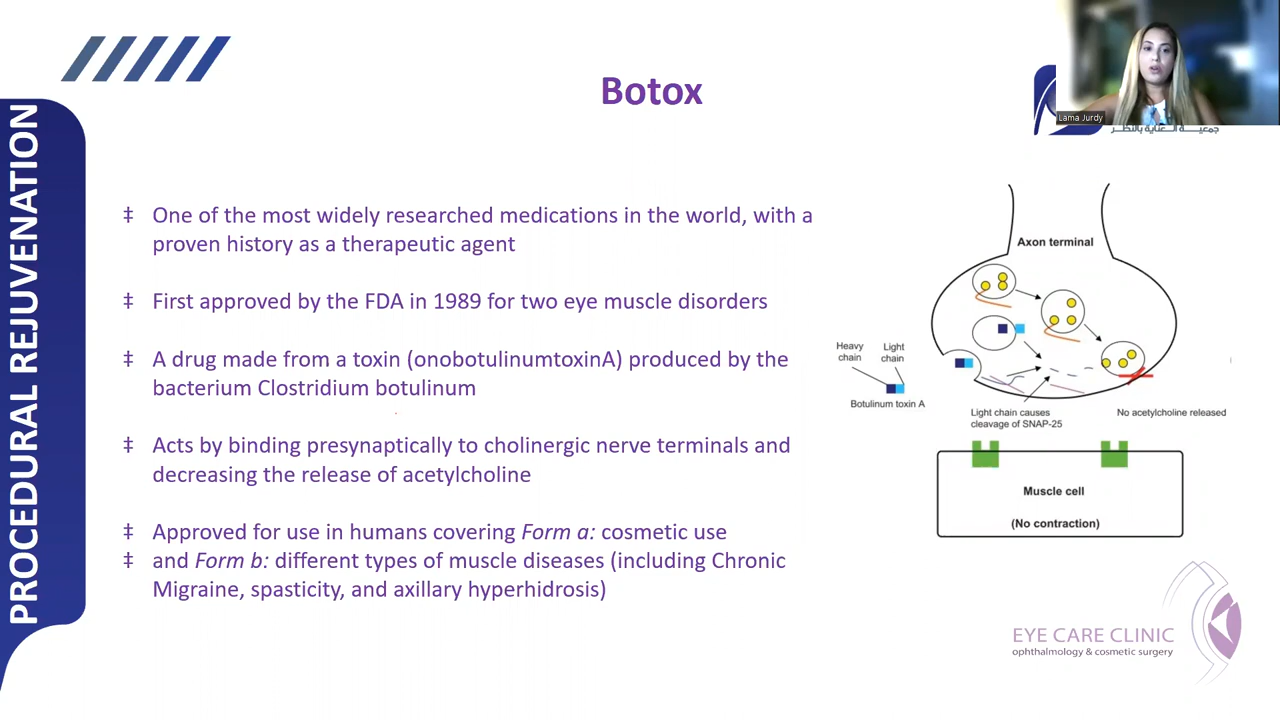 Botox
PROCEDURAL REJUVENATION
Lama Jurdy
جمعيـــــة العناية بالنظر
‡ One of the most widely researched medications in the world, with a
proven history as a therapeutic agent
‡ First approved by the FDA in 1989 for two eye muscle disorders
‡ A drug made from a toxin (onobotulinumtoxinA) produced by the
bacterium Clostridium botulinum
‡ Acts by binding presynaptically to cholinergic nerve terminals and
decreasing the release of acetylcholine
‡ Approved for use in humans covering Form a: cosmetic use
‡ and Form b: different types of muscle diseases (including Chronic
Migraine, spasticity, and axillary hyperhidrosis)
Axon terminal
Heavy
chain
Light
chain
Botulinum toxin A
Light chain causes
cleavage of SNAP-25
No acetylcholine released
Muscle cell
(No contraction)
EYE CARE CLINIC
ophthalmology & cosmetic surgery